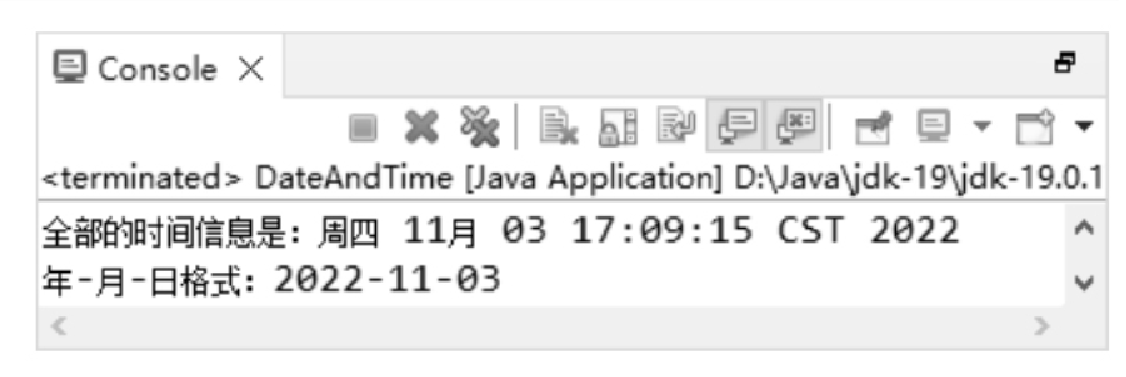 Console
<terminated> DateAndTime [Java Application] D:\Java\jdk-19\jdk-19.0.1
全部的时间信息是：周四 11月 03 17:09:15 CST 2022
年-月-日格式：2022-11-03